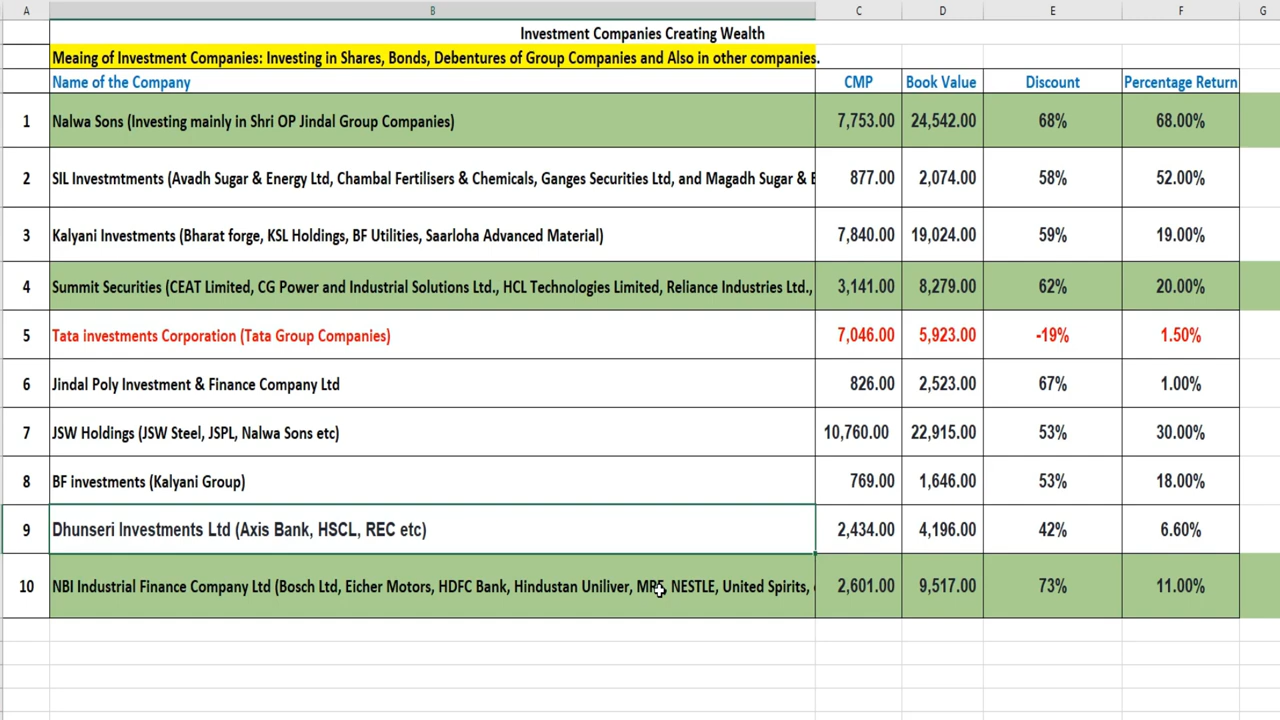 A B C D E F G
Investment Companies Creating Wealth
Meaing of Investment Companies: Investing in Shares, Bonds, Debentures of Group Companies and Also in other companies.
Name of the Company CMP Book Value Discount Percentage Return
1 Nalwa Sons (Investing mainly in Shri OP Jindal Group Companies) 7,753.00 24,542.00 68% 68.00%
2 SIL Investmtments (Avadh Sugar & Energy Ltd, Chambal Fertilisers & Chemicals, Ganges Securities Ltd, and Magadh Sugar & E 877.00 2,074.00 58% 52.00%
3 Kalyani Investments (Bharat forge, KSL Holdings, BF Utilities, Saarloha Advanced Material) 7,840.00 19,024.00 59% 19.00%
4 Summit Securities (CEAT Limited, CG Power and Industrial Solutions Ltd., HCL Technologies Limited, Reliance Industries Ltd., 3,141.00 8,279.00 62% 20.00%
5 Tata investments Corporation (Tata Group Companies) 7,046.00 5,923.00 -19% 1.50%
6 Jindal Poly Investment & Finance Company Ltd 826.00 2,523.00 67% 1.00%
7 JSW Holdings (JSW Steel, JSPL, Nalwa Sons etc) 10,760.00 22,915.00 53% 30.00%
8 BF investments (Kalyani Group) 769.00 1,646.00 53% 18.00%
9 Dhunseri Investments Ltd (Axis Bank, HSCL, REC etc) 2,434.00 4,196.00 42% 6.60%
10 NBI Industrial Finance Company Ltd (Bosch Ltd, Eicher Motors, HDFC Bank, Hindustan Uniliver, MRF, NESTLE, United Spirits, 2,601.00 9,517.00 73% 11.00%